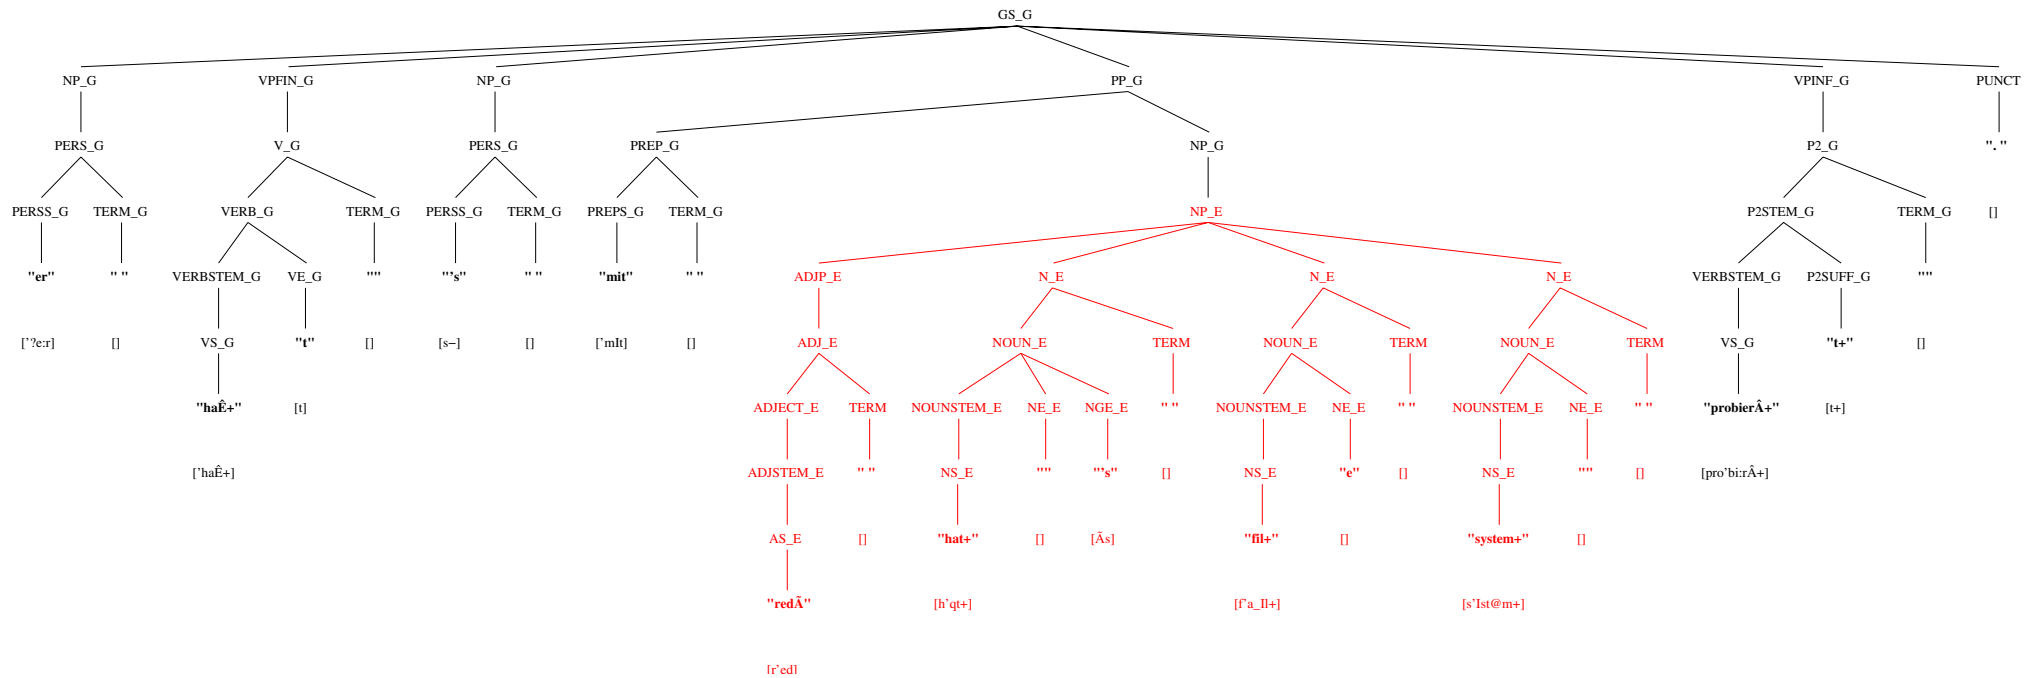 GS_G
NP_G VPFIN_G NP_G PP_G VPINF_G PUNCT
PERS_G V_G PERS_G PREP_G NP_G P2_G ". "
PERSS_G TERM_G VERB_G TERM_G PERSS_G TERM_G PREPS_G TERM_G NP_E P2STEM_G TERM_G []
"er" " " VERBSTEM_G VE_G "" "'s" " " "mit" " " ADJP_E N_E N_E N_E VERBSTEM_G P2SUFF_G ""
['?e:r] [] VS_G "t" [] [s−] [] ['mIt] [] ADJ_E NOUN_E TERM NOUN_E TERM NOUN_E TERM VS_G "t+" []
"haÊ+" [t] ADJECT_E TERM NOUNSTEM_E NE_E NGE_E " " NOUNSTEM_E NE_E " " NOUNSTEM_E NE_E " " "probierÂ+" [t+]
['haÊ+] ADJSTEM_E " " NS_E "" "'s" [] NS_E "e" [] NS_E "" [] [pro'bi:rÂ+]
AS_E [] "hat+" [] [Ãs] "fil+" [] "system+" []
"redÃ" [h'qt+] [f'a_Il+] [s'Ist@m+]
[r'ed]